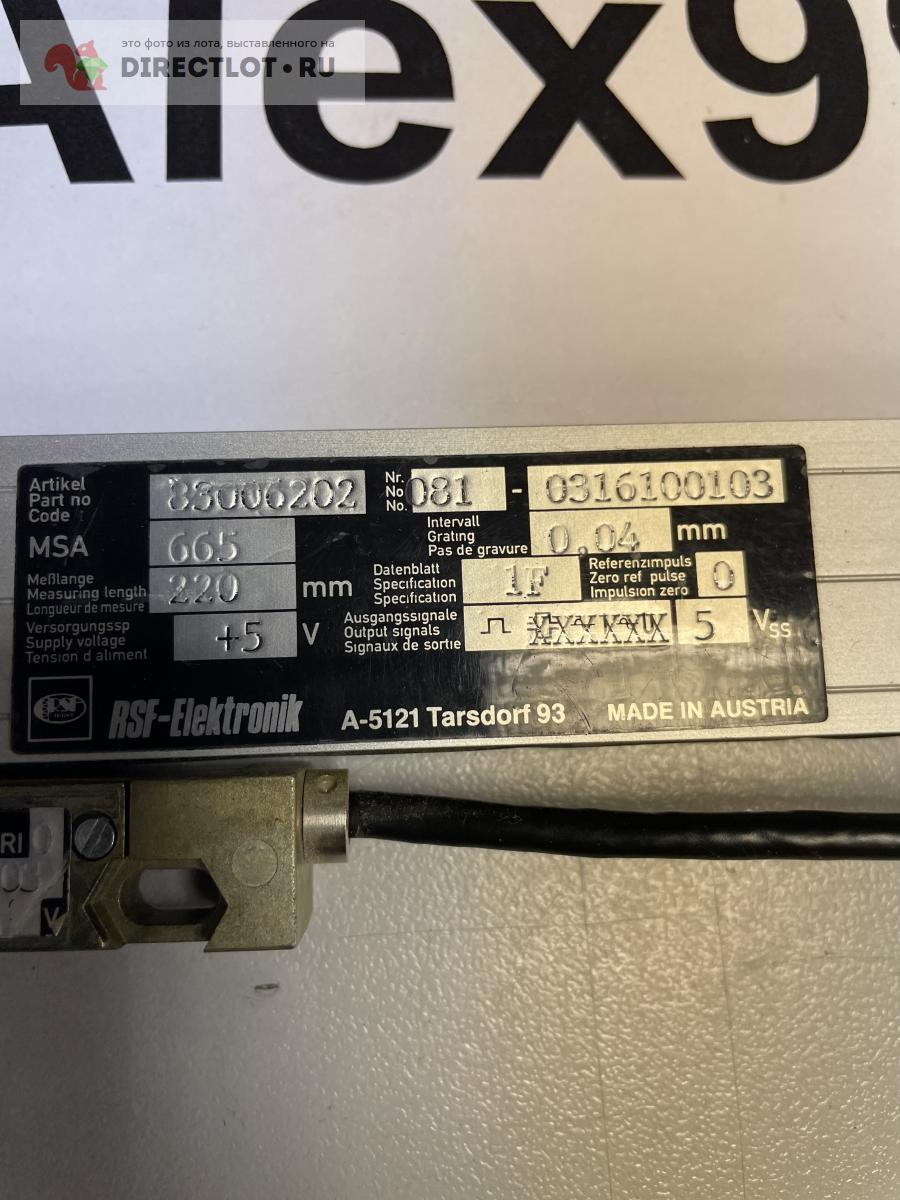 Alex99
это фото из лота, выставленного на
DIRECTLOT.RU
Artikel
Part no
Code
83006202
Nr.
No
No.
081 - 0316100103
MSA 665
Intervall
Grating
Pas de gravure
0.04 mm
Meßlange
Measuring length
Longueur de mesure
220 mm
Datenblatt
Specification
Specification
1F
Referenzimpuls
Zero ref pulse
Impulsion zero
0
Versorgungssp
Supply voltage
Tension d aliment
+5 V
Ausgangssignale
Output signals
Signaux de sortie
5 Vss
RSF-Elektronik
A-5121 Tarsdorf 93
MADE IN AUSTRIA
RI 0
V